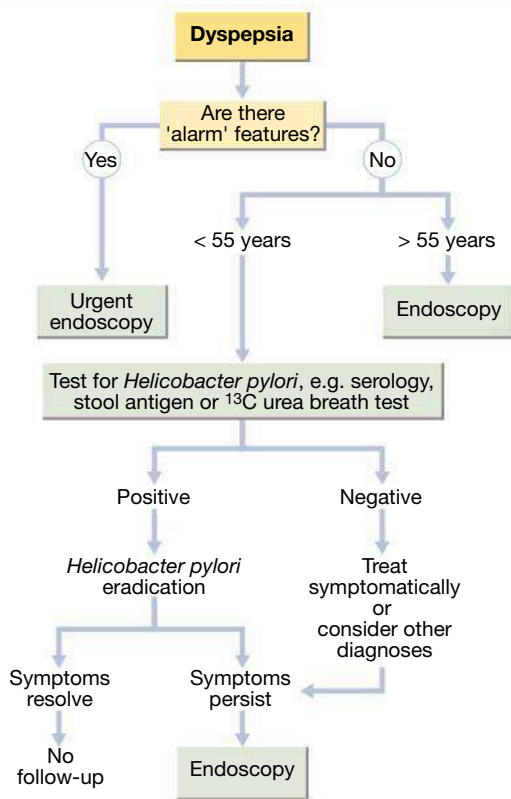 Dyspepsia
Are there
'alarm' features?
Yes
No
< 55 years
> 55 years
Urgent
endoscopy
Endoscopy
Test for Helicobacter pylori, e.g. serology,
stool antigen or ¹³C urea breath test
Positive
Negative
Helicobacter pylori
eradication
Treat
symptomatically
or
consider other
diagnoses
Symptoms
resolve
Symptoms
persist
No
follow-up
Endoscopy